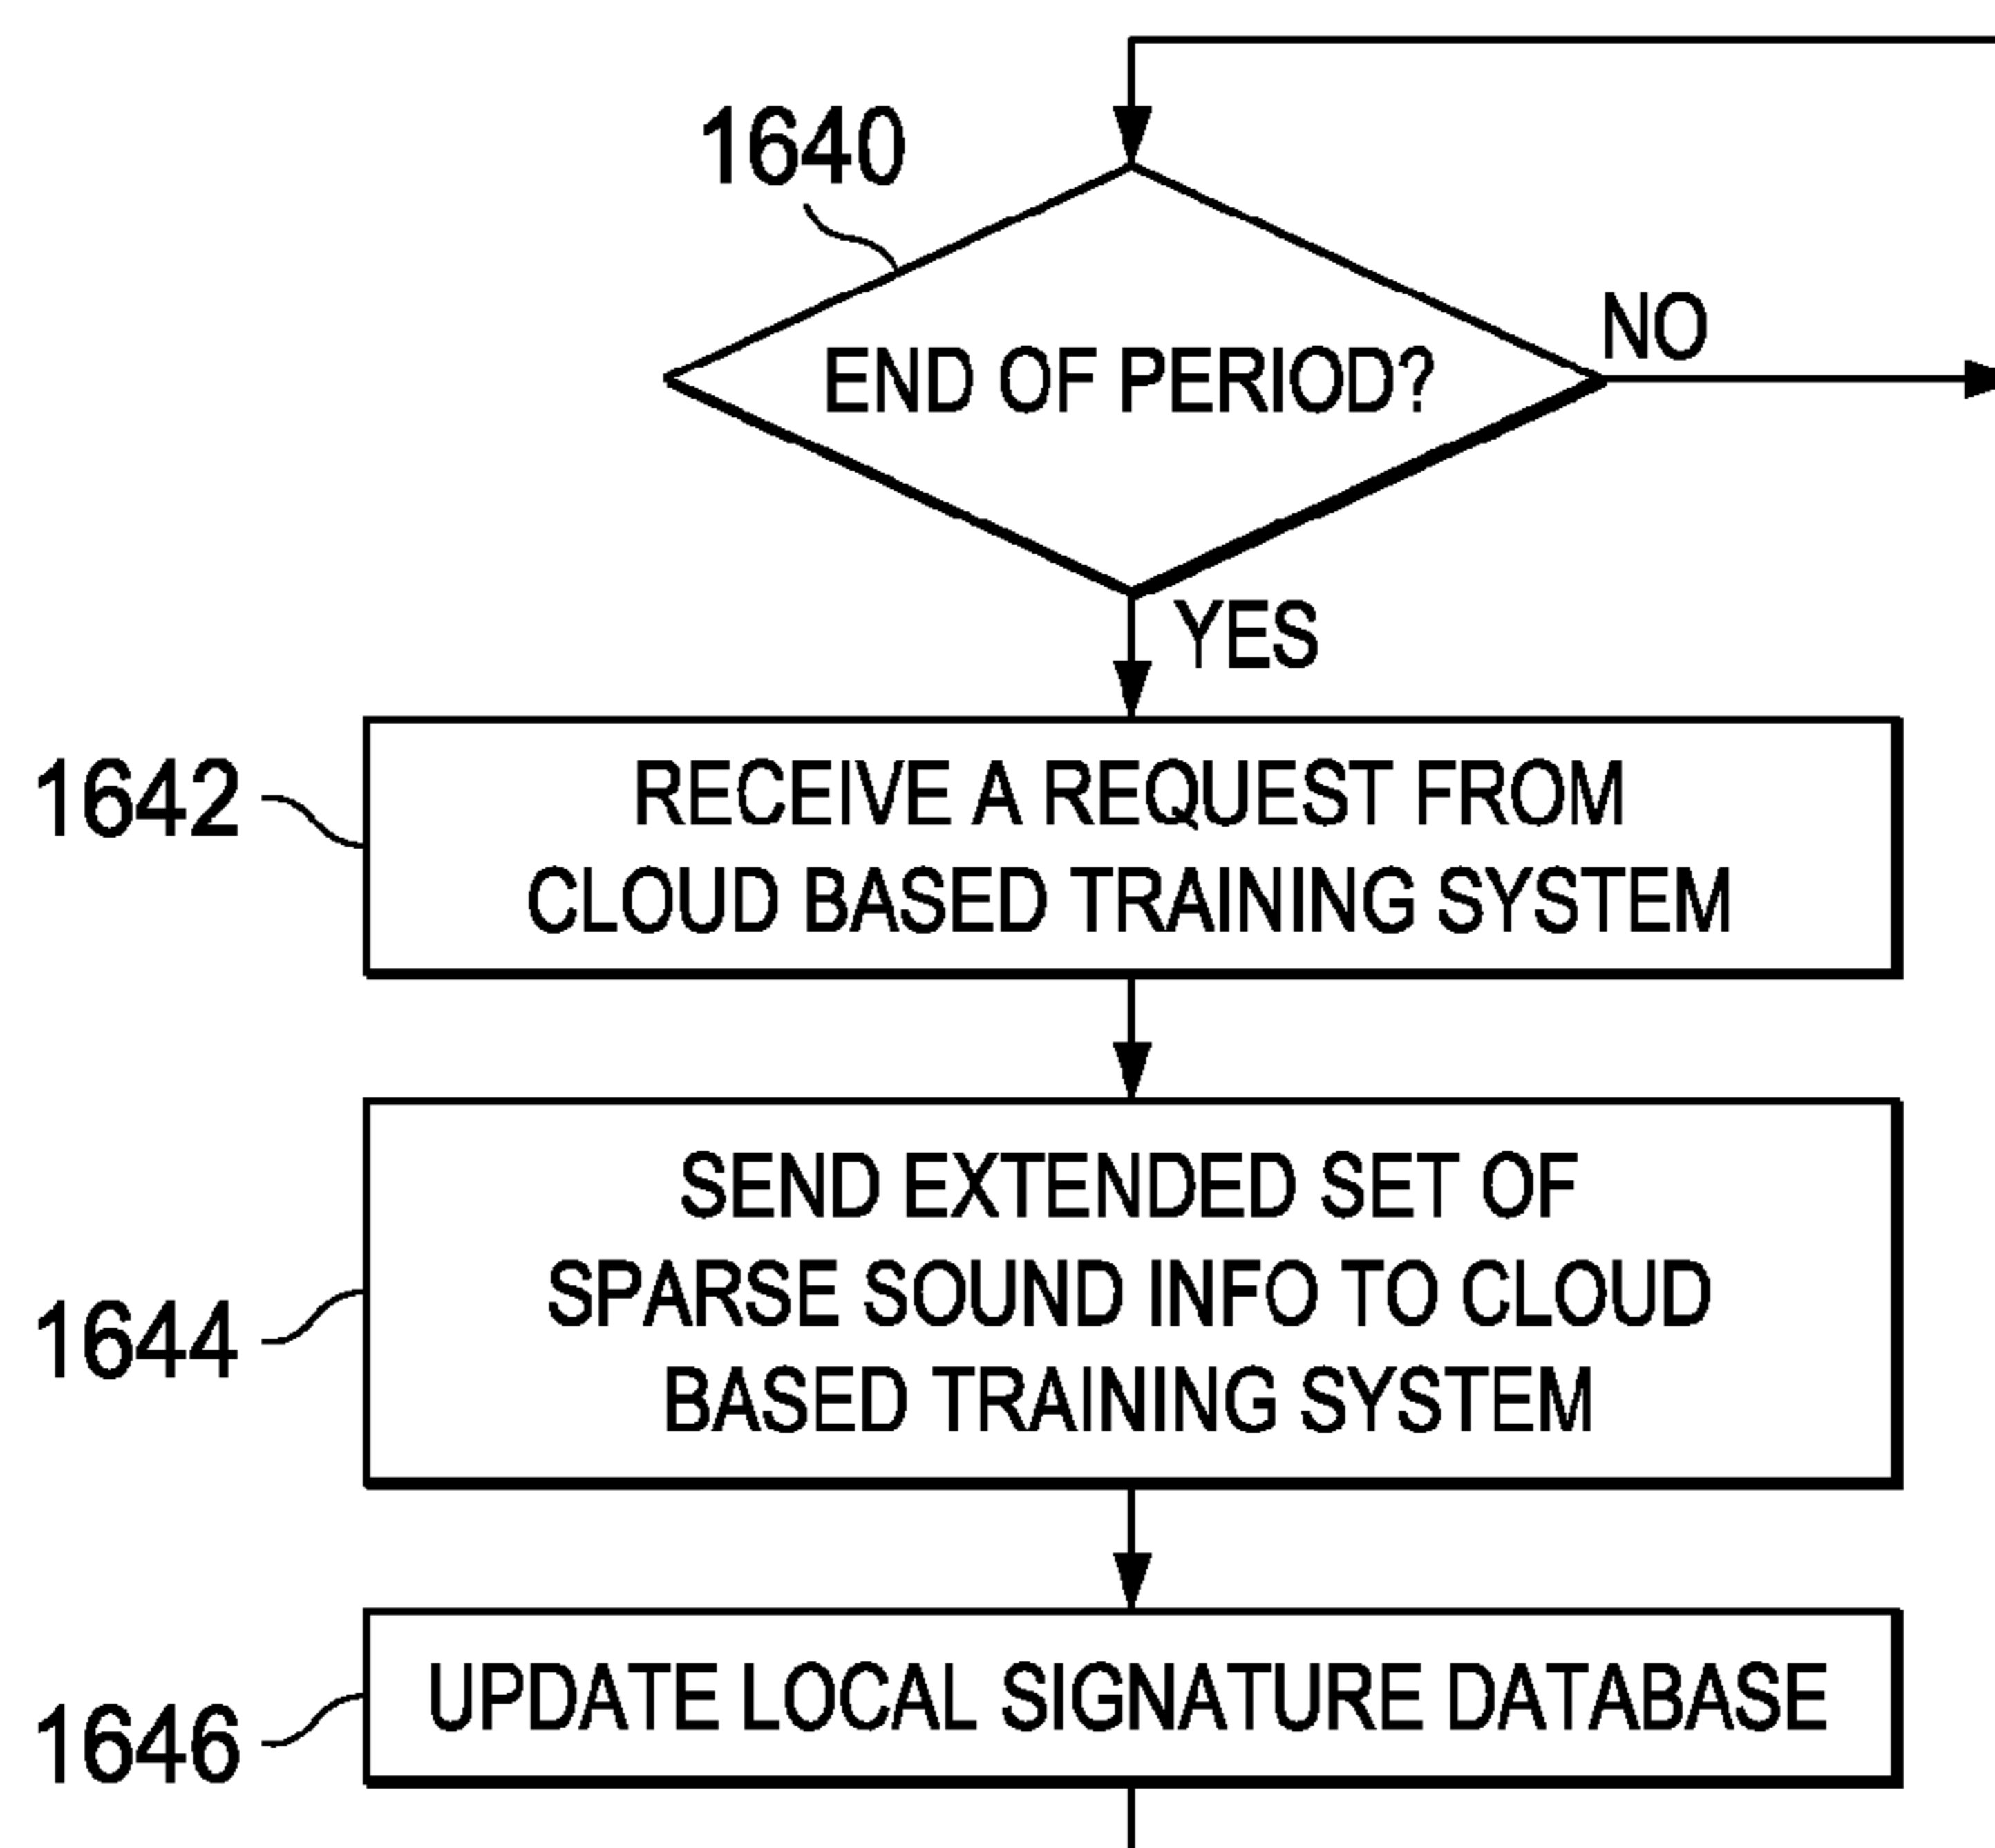 1640
END OF PERIOD?
NO
YES
1642
RECEIVE A REQUEST FROM
CLOUD BASED TRAINING SYSTEM
1644
SEND EXTENDED SET OF
SPARSE SOUND INFO TO CLOUD
BASED TRAINING SYSTEM
1646
UPDATE LOCAL SIGNATURE DATABASE